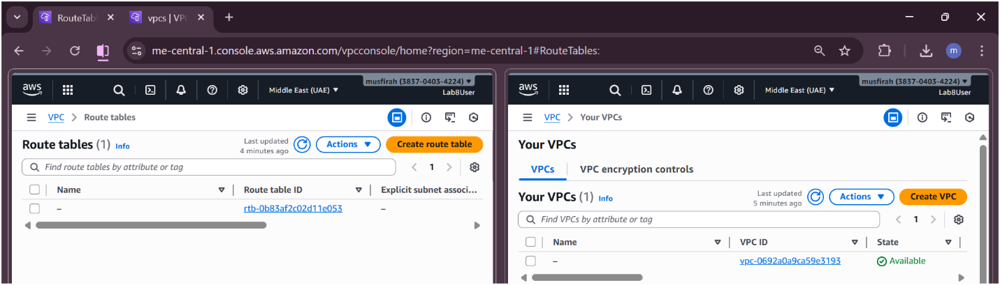 RouteTab
vpcs | VPC
me-central-1.console.aws.amazon.com/vpcconsole/home?region=me-central-1#RouteTables:
m
aws
Middle East (UAE)
musfirah (3837-0403-4224)
Lab8User
VPC > Route tables
Route tables (1) Info
Last updated
4 minutes ago
Actions
Create route table
Find route tables by attribute or tag
1
Name
Route table ID
Explicit subnet associ...
–
rtb-0b83af2c02d11e053
–
aws
Middle East (UAE)
musfirah (3837-0403-4224)
Lab8User
VPC > Your VPCs
Your VPCs
VPCs
VPC encryption controls
Your VPCs (1) Info
Last updated
5 minutes ago
Actions
Create VPC
Find VPCs by attribute or tag
1
Name
VPC ID
State
–
vpc-0692a0a9ca59e3193
Available